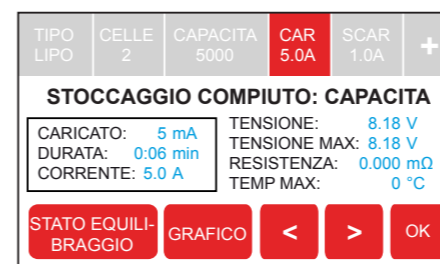 TIPO LIPO
CELLE 2
CAPACITA 5000
CAR 5.0A
SCAR 1.0A
+
STOCCAGGIO COMPIUTO: CAPACITA
CARICATO: 5 mA
DURATA: 0:06 min
CORRENTE: 5.0 A
TENSIONE: 8.18 V
TENSIONE MAX: 8.18 V
RESISTENZA: 0.000 mΩ
TEMP MAX: 0 °C
STATO EQUILI-
BRAGGIO
GRAFICO
<
>
OK